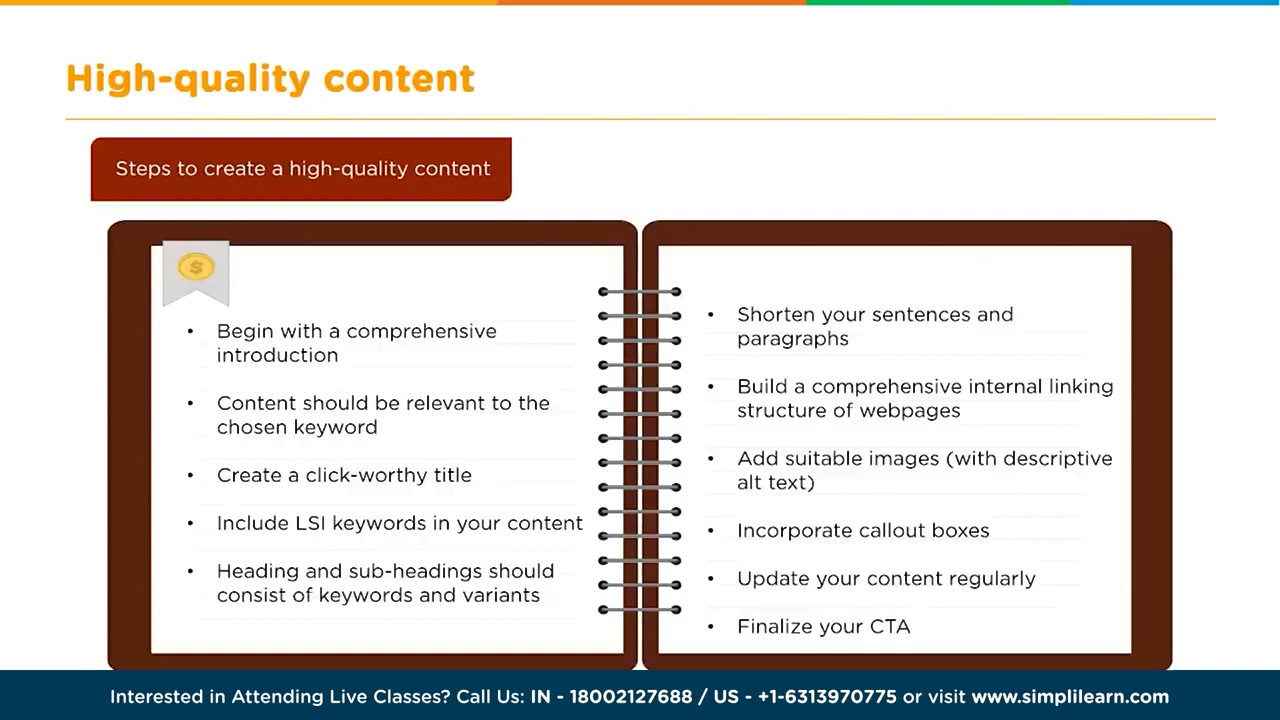 High-quality content
Steps to create a high-quality content
$
• Begin with a comprehensive
introduction
• Content should be relevant to the
chosen keyword
• Create a click-worthy title
• Include LSI keywords in your content
• Heading and sub-headings should
consist of keywords and variants
• Shorten your sentences and
paragraphs
• Build a comprehensive internal linking
structure of webpages
• Add suitable images (with descriptive
alt text)
• Incorporate callout boxes
• Update your content regularly
• Finalize your CTA
Interested in Attending Live Classes? Call Us: IN - 18002127688 / US - +1-6313970775 or visit www.simplilearn.com